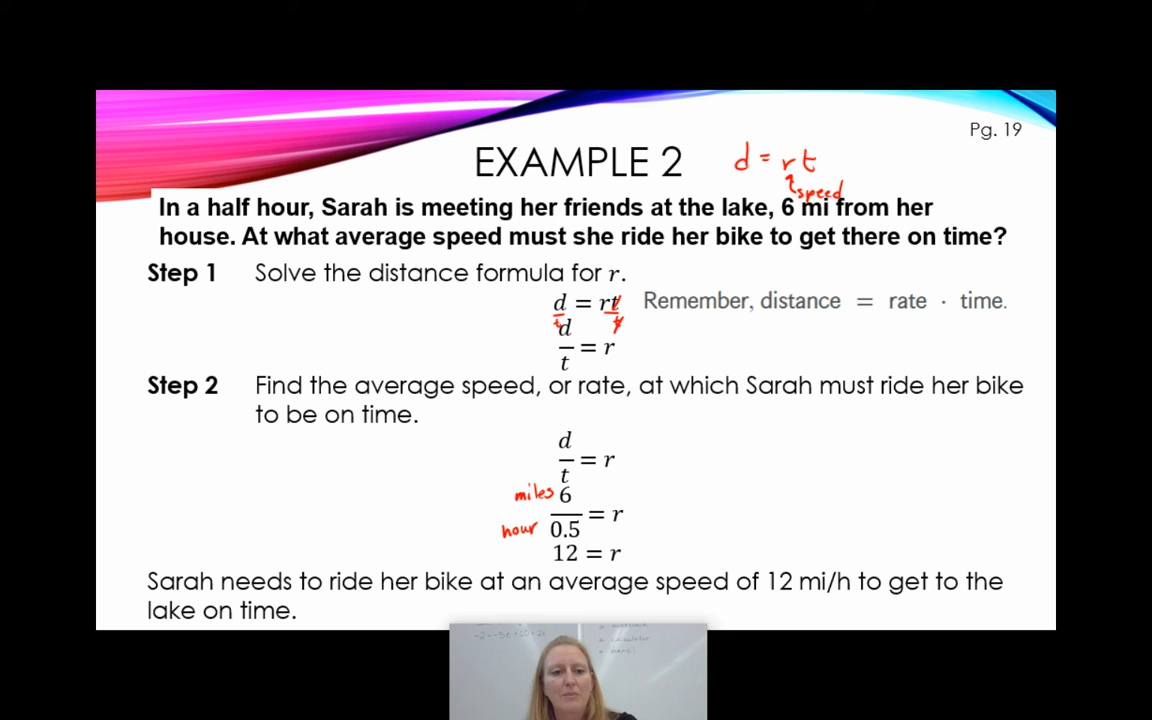 Pg. 19
EXAMPLE 2
d = rt
speed
In a half hour, Sarah is meeting her friends at the lake, 6 mi from her
house. At what average speed must she ride her bike to get there on time?
Step 1 Solve the distance formula for r.
d = rt Remember, distance = rate · time.
t t
d/t = r
Step 2 Find the average speed, or rate, at which Sarah must ride her bike
to be on time.
d/t = r
miles 6
hour 0.5 = r
12 = r
Sarah needs to ride her bike at an average speed of 12 mi/h to get to the
lake on time.